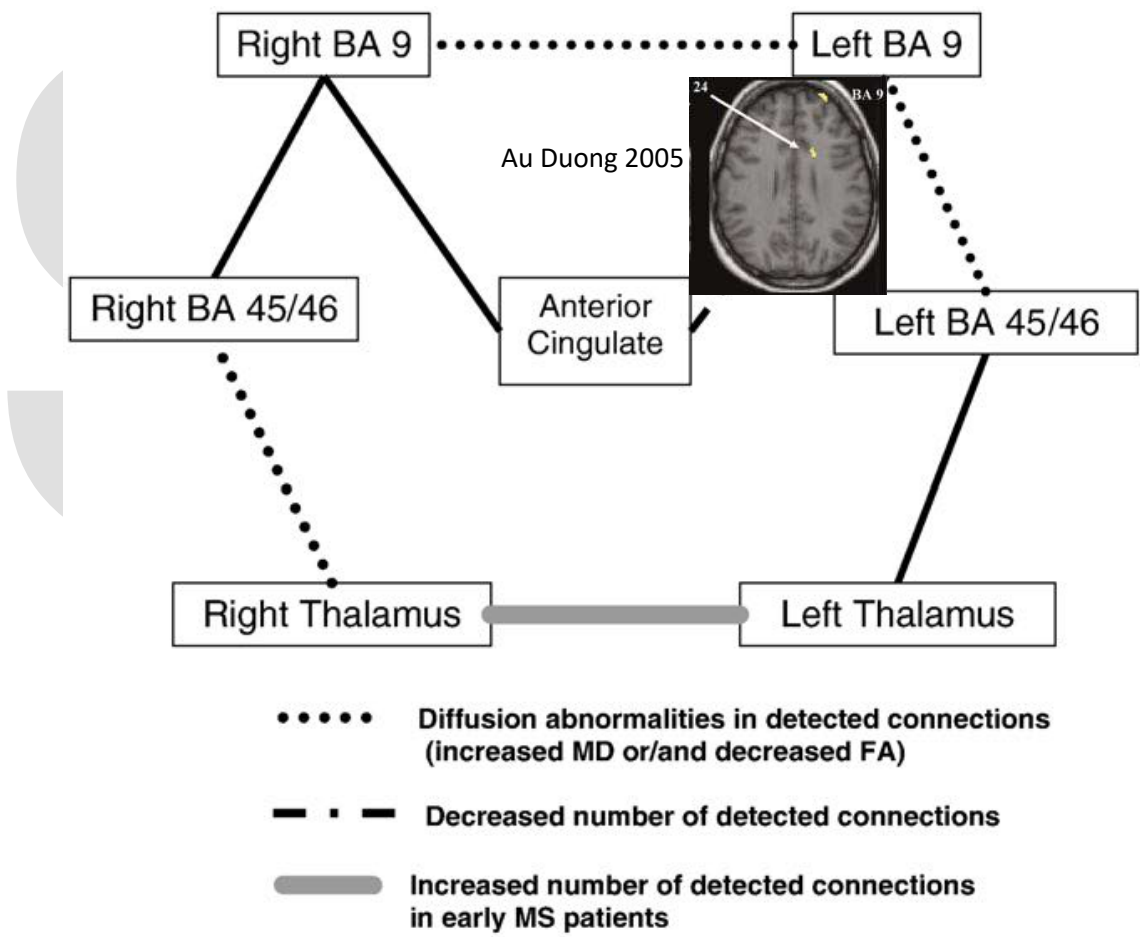 Right BA 9
Left BA 9
24
BA 9
Au Duong 2005
Right BA 45/46
Anterior
Cingulate
Left BA 45/46
Right Thalamus
Left Thalamus
Diffusion abnormalities in detected connections
(increased MD or/and decreased FA)
Decreased number of detected connections
Increased number of detected connections
in early MS patients